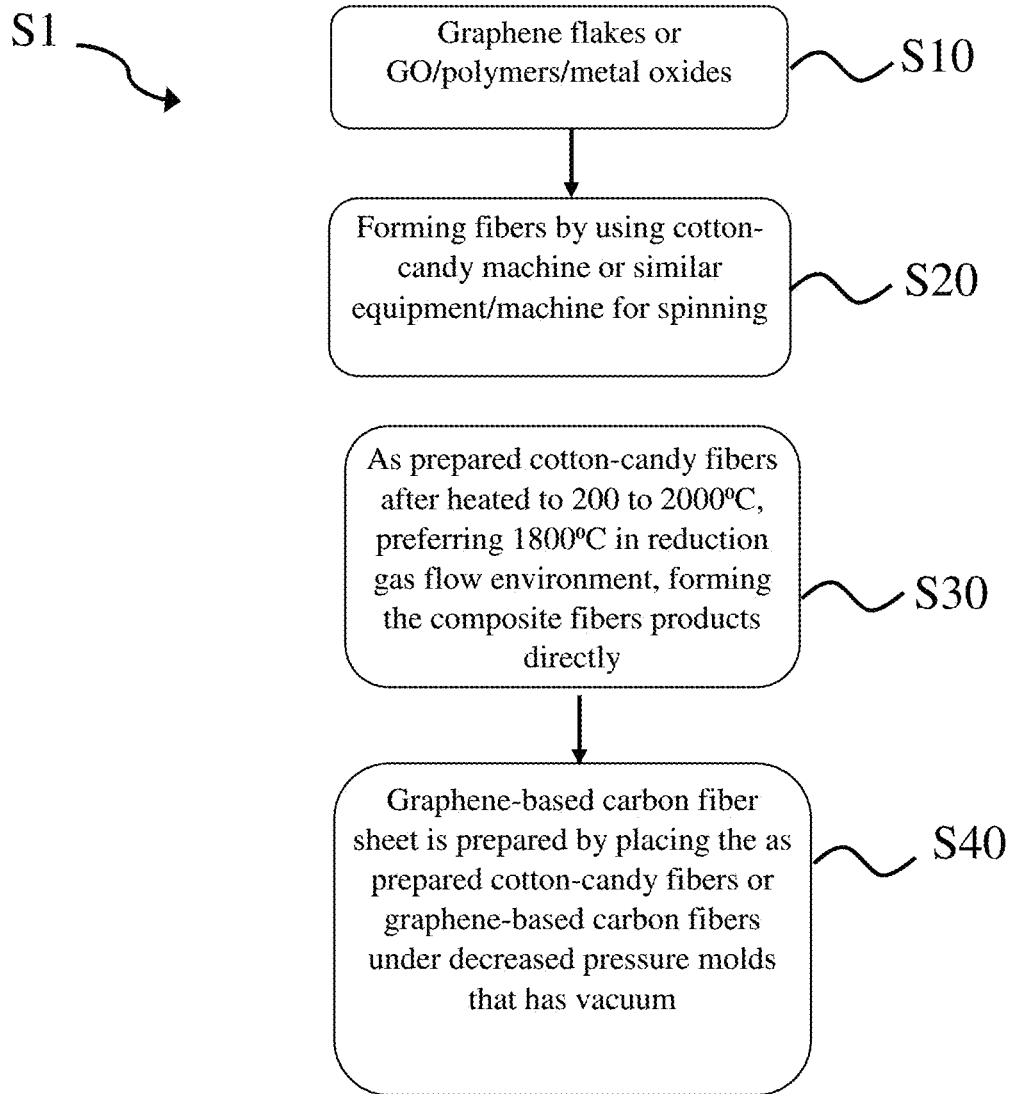 S1
Graphene flakes or
GO/polymers/metal oxides
S10
Forming fibers by using cotton-
candy machine or similar
equipment/machine for spinning
S20
As prepared cotton-candy fibers
after heated to 200 to 2000ºC,
preferring 1800ºC in reduction
gas flow environment, forming
the composite fibers products
directly
S30
Graphene-based carbon fiber
sheet is prepared by placing the as
prepared cotton-candy fibers or
graphene-based carbon fibers
under decreased pressure molds
that has vacuum
S40